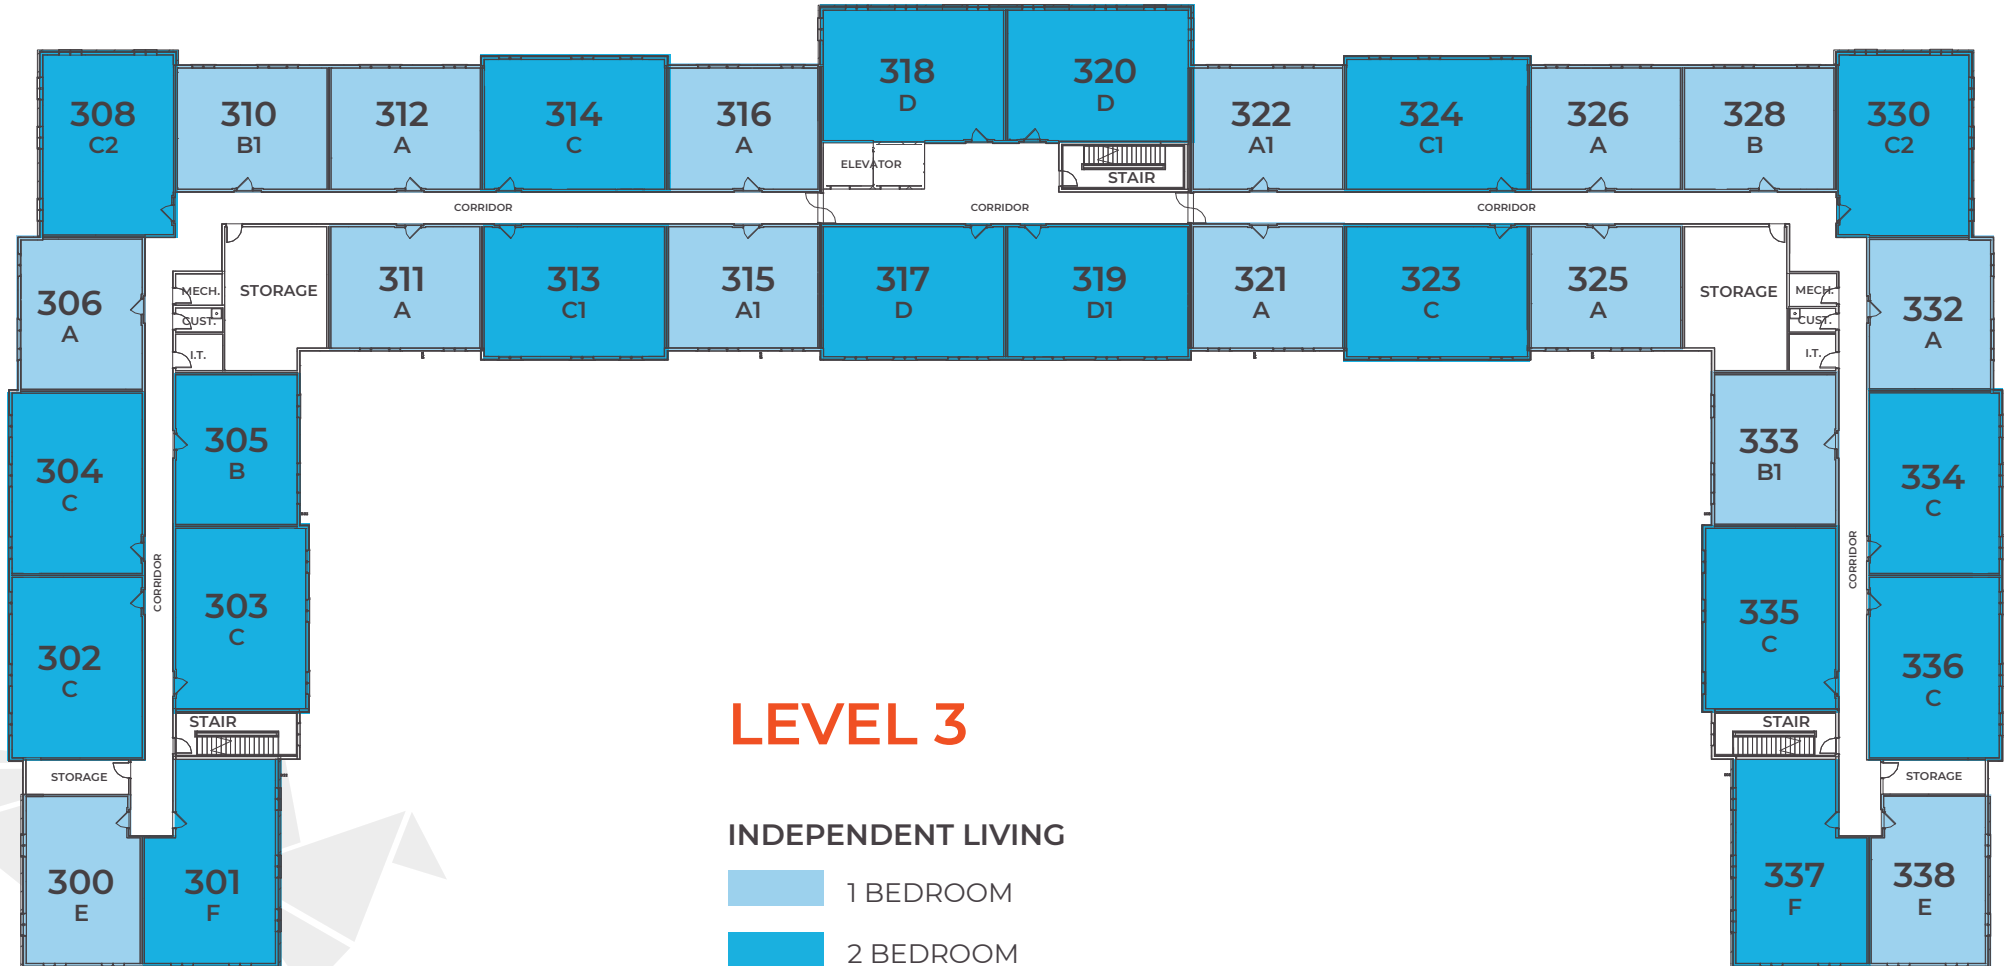 318
D
320
D
308
C2
310
B1
312
A
314
C
316
A
322
A1
324
C1
326
A
328
B
330
C2
ELEVATOR
STAIR
CORRIDOR
CORRIDOR
CORRIDOR
306
A
MECH.
CUST.
I.T.
STORAGE
311
A
313
C1
315
A1
317
D
319
D1
321
A
323
C
325
A
STORAGE
MECH.
CUST.
I.T.
332
A
304
C
305
B
333
B1
334
C
CORRIDOR
CORRIDOR
302
C
303
C
335
C
336
C
STAIR
STAIR
STORAGE
STORAGE
300
E
301
F
337
F
338
E
LEVEL 3
INDEPENDENT LIVING
1 BEDROOM
2 BEDROOM